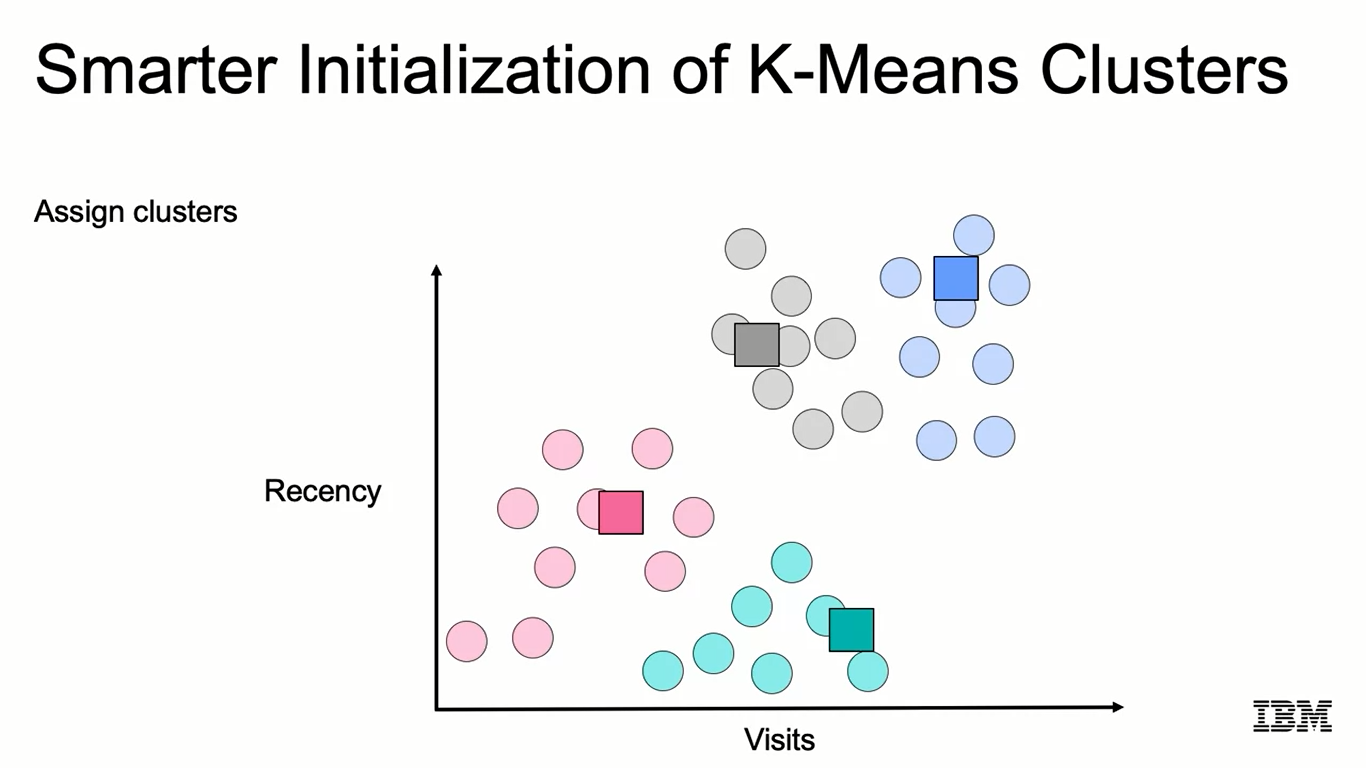 Smarter Initialization of K-Means Clusters
Assign clusters
Recency
Visits
IBM